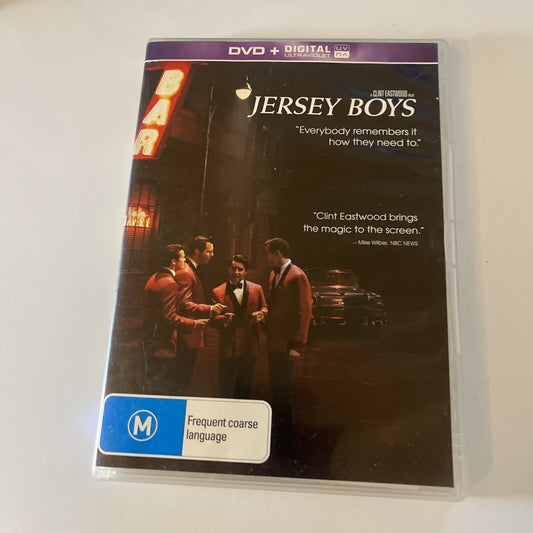 DVD + DIGITAL ULTRAVIOLET UV
BAR
A CLINT EASTWOOD FILM
JERSEY BOYS
"Everybody remembers it
how they need to."
"Clint Eastwood brings
the magic to the screen."
– Mike Wilber, NBC NEWS
M
Frequent coarse
language